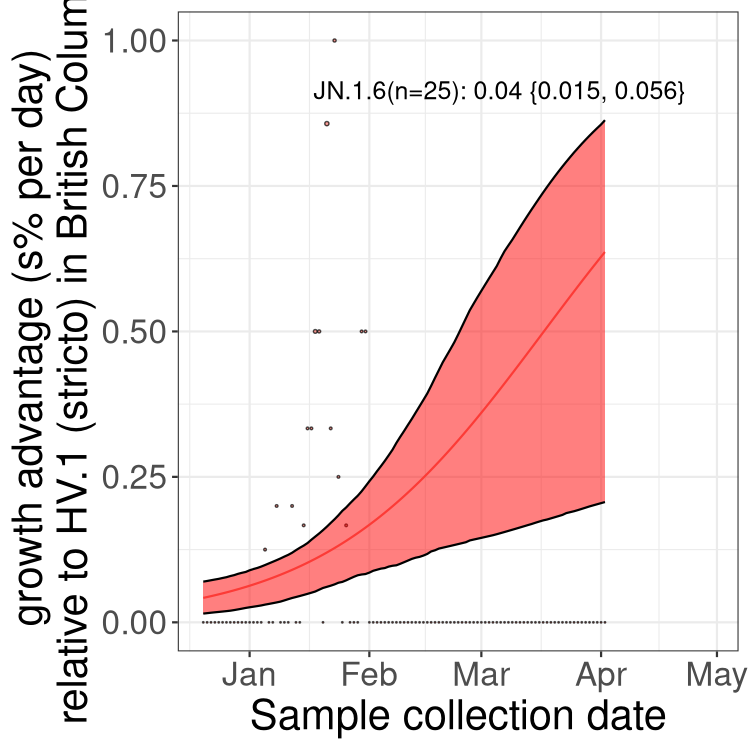 growth advantage (s% per day)
relative to HV.1 (stricto) in British Colum
1.00
0.75
0.50
0.25
0.00
JN.1.6(n=25): 0.04 {0.015, 0.056}
Jan Feb Mar Apr May
Sample collection date